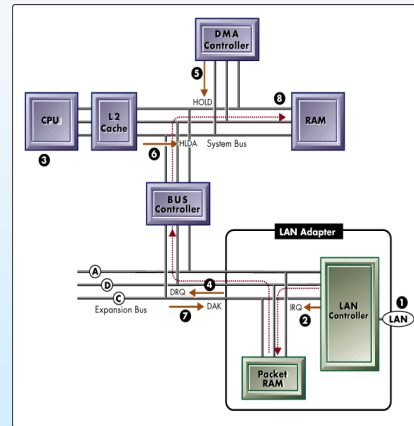 DMA
Controller
5
HOLD
8
CPU
L2
Cache
RAM
3
6
HLDA
System Bus
BUS
Controller
LAN Adapter
A
D
C
4
DRQ
Expansion Bus
7
DAK
IRQ
2
LAN
Controller
1
LAN
Packet
RAM